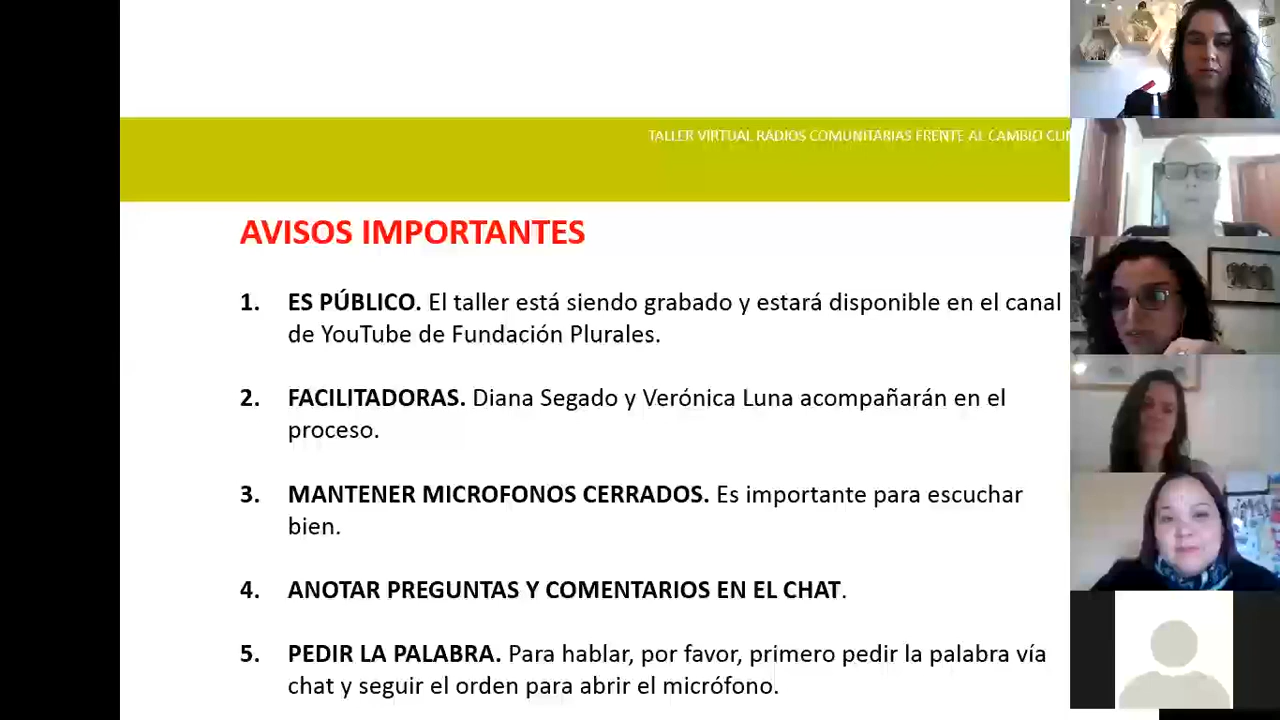 TALLER VIRTUAL RADIOS COMUNITARIAS FRENTE AL CAMBIO
AVISOS IMPORTANTES
1. ES PÚBLICO. El taller está siendo grabado y estará disponible en el canal
de YouTube de Fundación Plurales.
2. FACILITADORAS. Diana Segado y Verónica Luna acompañarán en el
proceso.
3. MANTENER MICROFONOS CERRADOS. Es importante para escuchar
bien.
4. ANOTAR PREGUNTAS Y COMENTARIOS EN EL CHAT.
5. PEDIR LA PALABRA. Para hablar, por favor, primero pedir la palabra vía
chat y seguir el orden para abrir el micrófono.